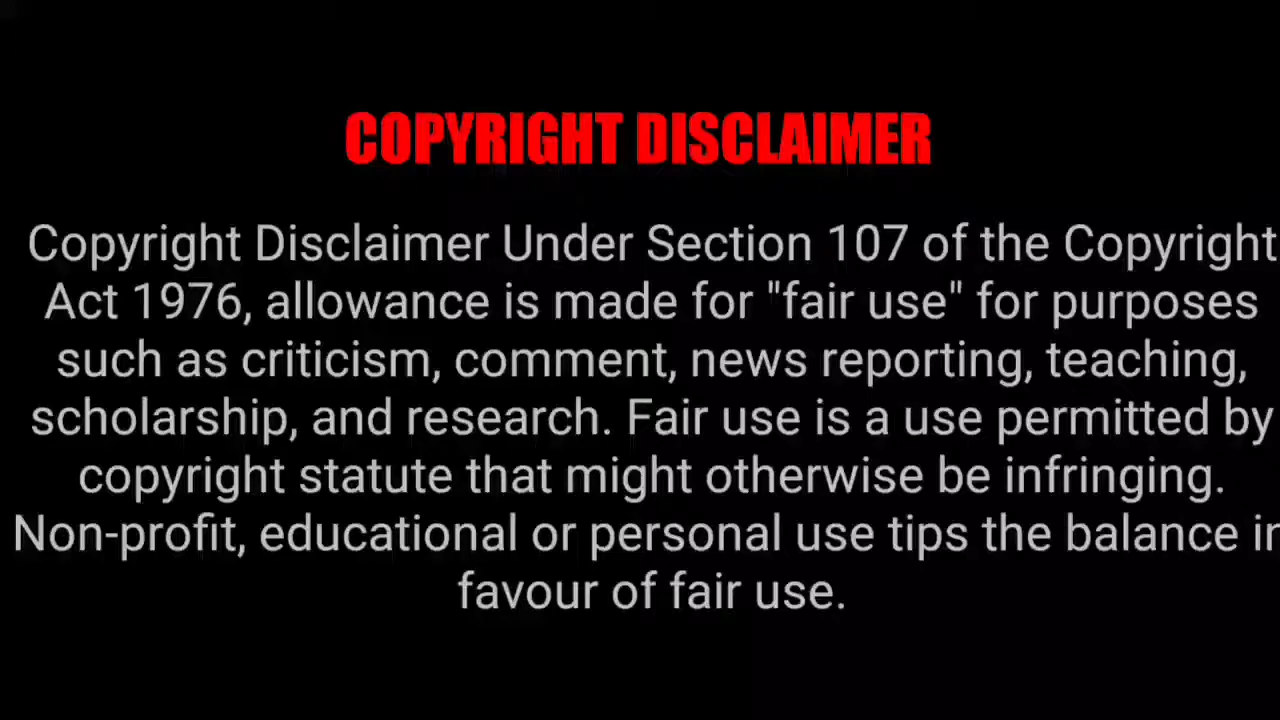 COPYRIGHT DISCLAIMER
Copyright Disclaimer Under Section 107 of the Copyright
Act 1976, allowance is made for "fair use" for purposes
such as criticism, comment, news reporting, teaching,
scholarship, and research. Fair use is a use permitted by
copyright statute that might otherwise be infringing.
Non-profit, educational or personal use tips the balance in
favour of fair use.